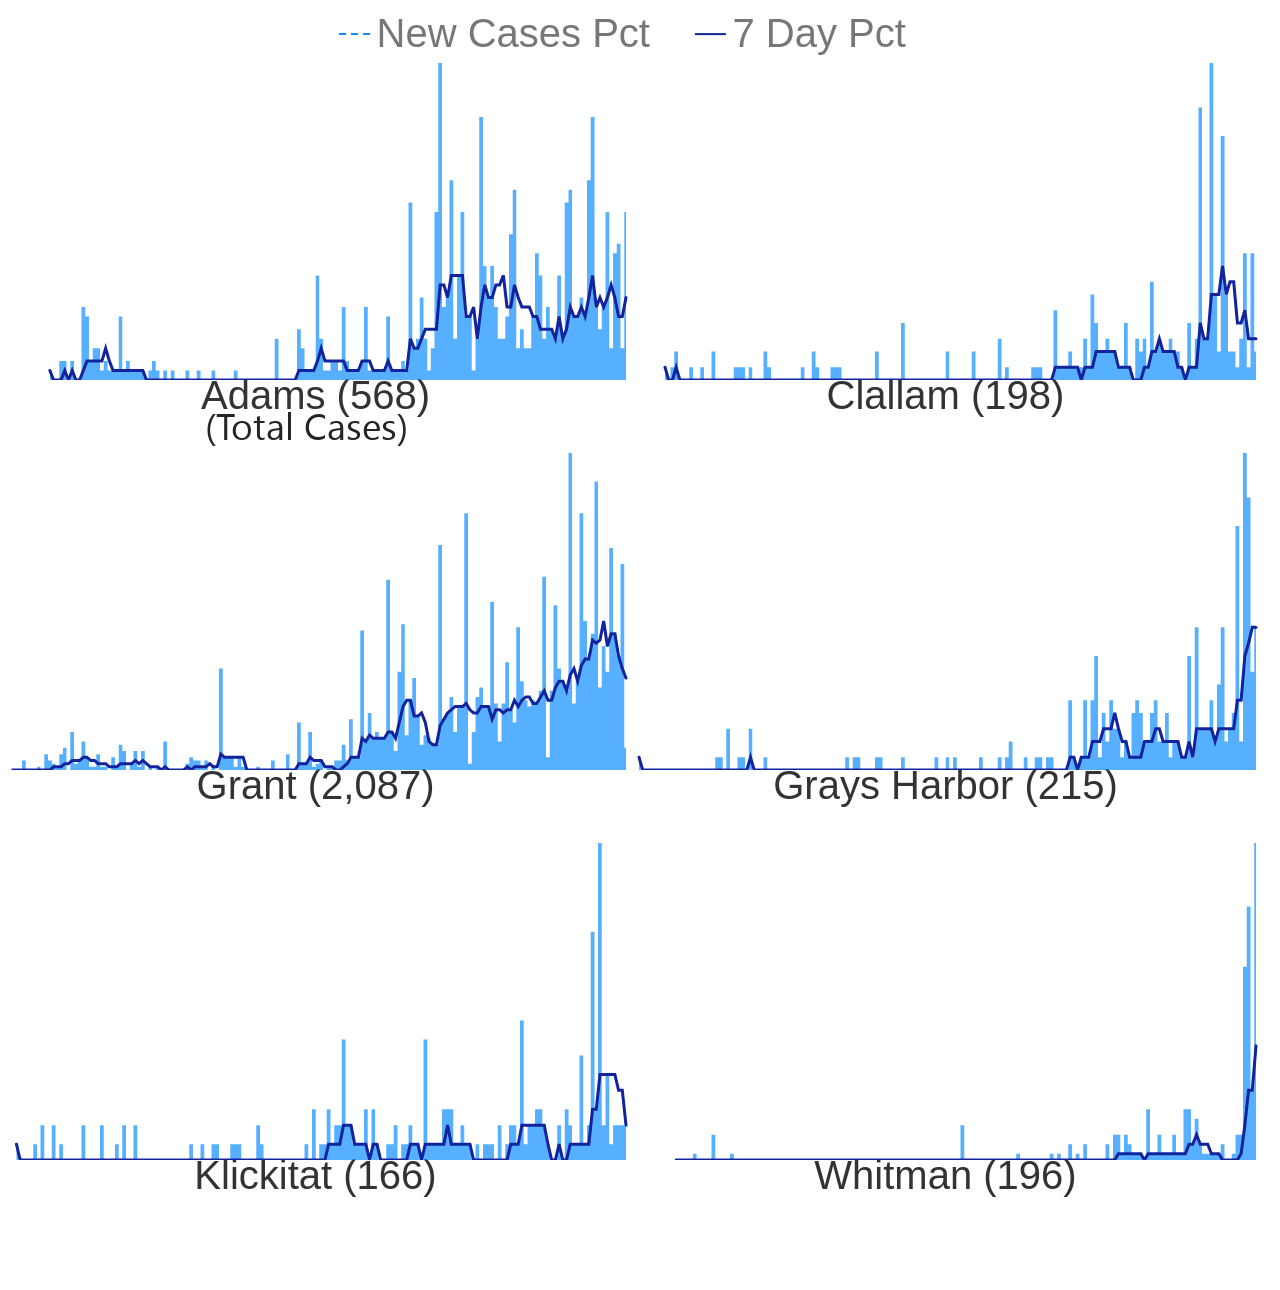 New Cases Pct 7 Day Pct
Adams (568) Clallam (198)
(Total Cases)
Grant (2,087) Grays Harbor (215)
Klickitat (166) Whitman (196)